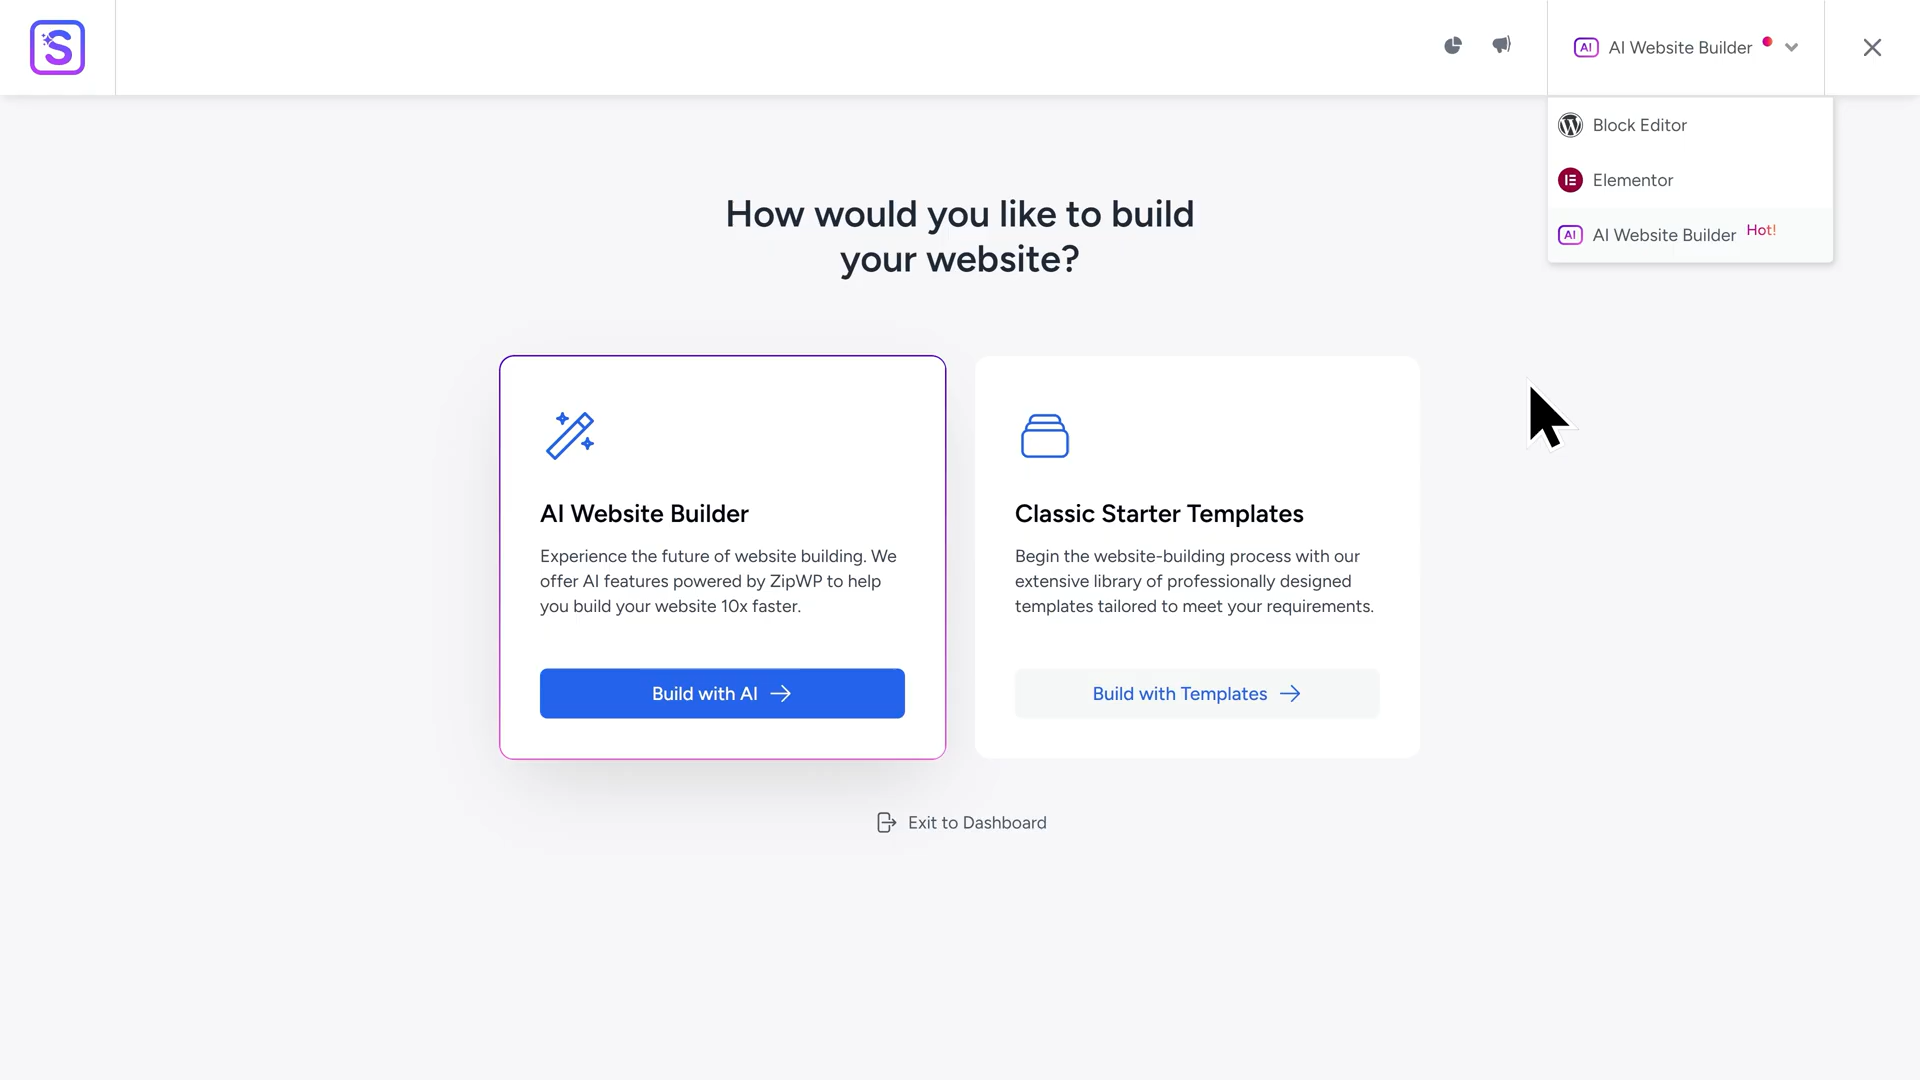 S
AI AI Website Builder
Block Editor
Elementor
AI AI Website Builder Hot!
How would you like to build
your website?
AI Website Builder
Experience the future of website building. We
offer AI features powered by ZipWP to help
you build your website 10x faster.
Build with AI
Classic Starter Templates
Begin the website-building process with our
extensive library of professionally designed
templates tailored to meet your requirements.
Build with Templates
Exit to Dashboard